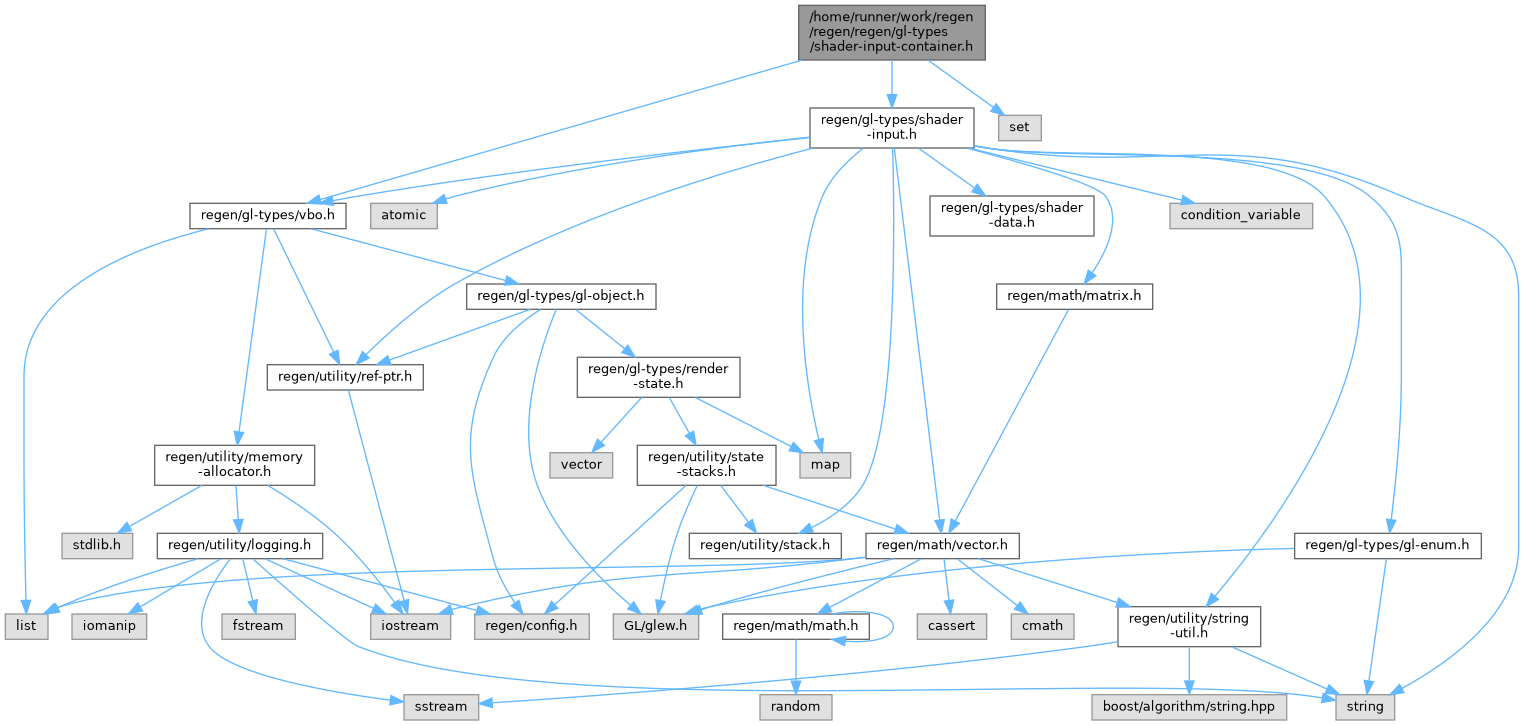 /home/runner/work/regen
/regen/regen/gl-types
/shader-input-container.h
regen/gl-types/shader
-input.h
set
regen/gl-types/vbo.h
atomic
regen/gl-types/shader
-data.h
condition_variable
regen/gl-types/gl-object.h
regen/math/matrix.h
regen/utility/ref-ptr.h
regen/gl-types/render
-state.h
regen/utility/memory
-allocator.h
vector
regen/utility/state
-stacks.h
map
stdlib.h
regen/utility/logging.h
regen/utility/stack.h
regen/math/vector.h
regen/gl-types/gl-enum.h
list
iomanip
fstream
iostream
regen/config.h
GL/glew.h
regen/math/math.h
cassert
cmath
regen/utility/string
-util.h
sstream
random
boost/algorithm/string.hpp
string